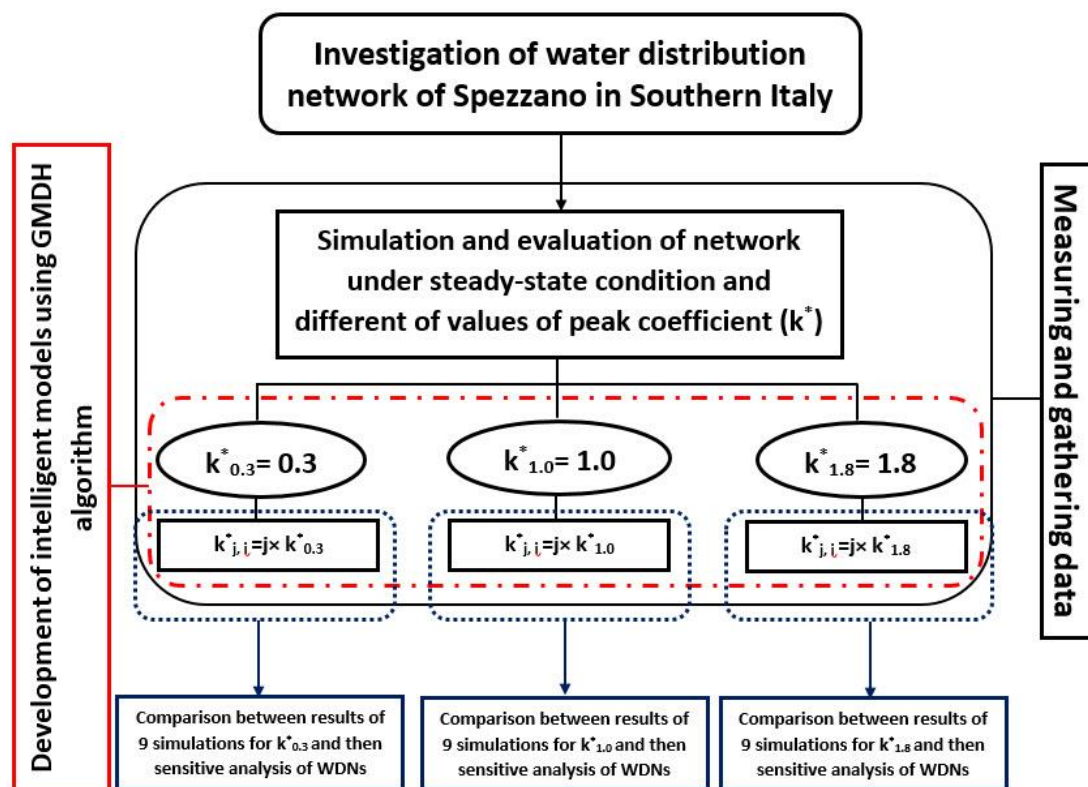 Investigation of water distribution
network of Spezzano in Southern Italy
Development of intelligent models using GMDH
algorithm
Measuring and gathering data
Simulation and evaluation of network
under steady-state condition and
different of values of peak coefficient (k*)
k*0.3= 0.3
k*1.0= 1.0
k*1.8= 1.8
k*j, i=j× k*0.3
k*j, i=j× k*1.0
k*j, i=j× k*1.8
Comparison between results of
9 simulations for k*0.3 and then
sensitive analysis of WDNs
Comparison between results of
9 simulations for k*1.0 and then
sensitive analysis of WDNs
Comparison between results of
9 simulations for k*1.8 and then
sensitive analysis of WDNs